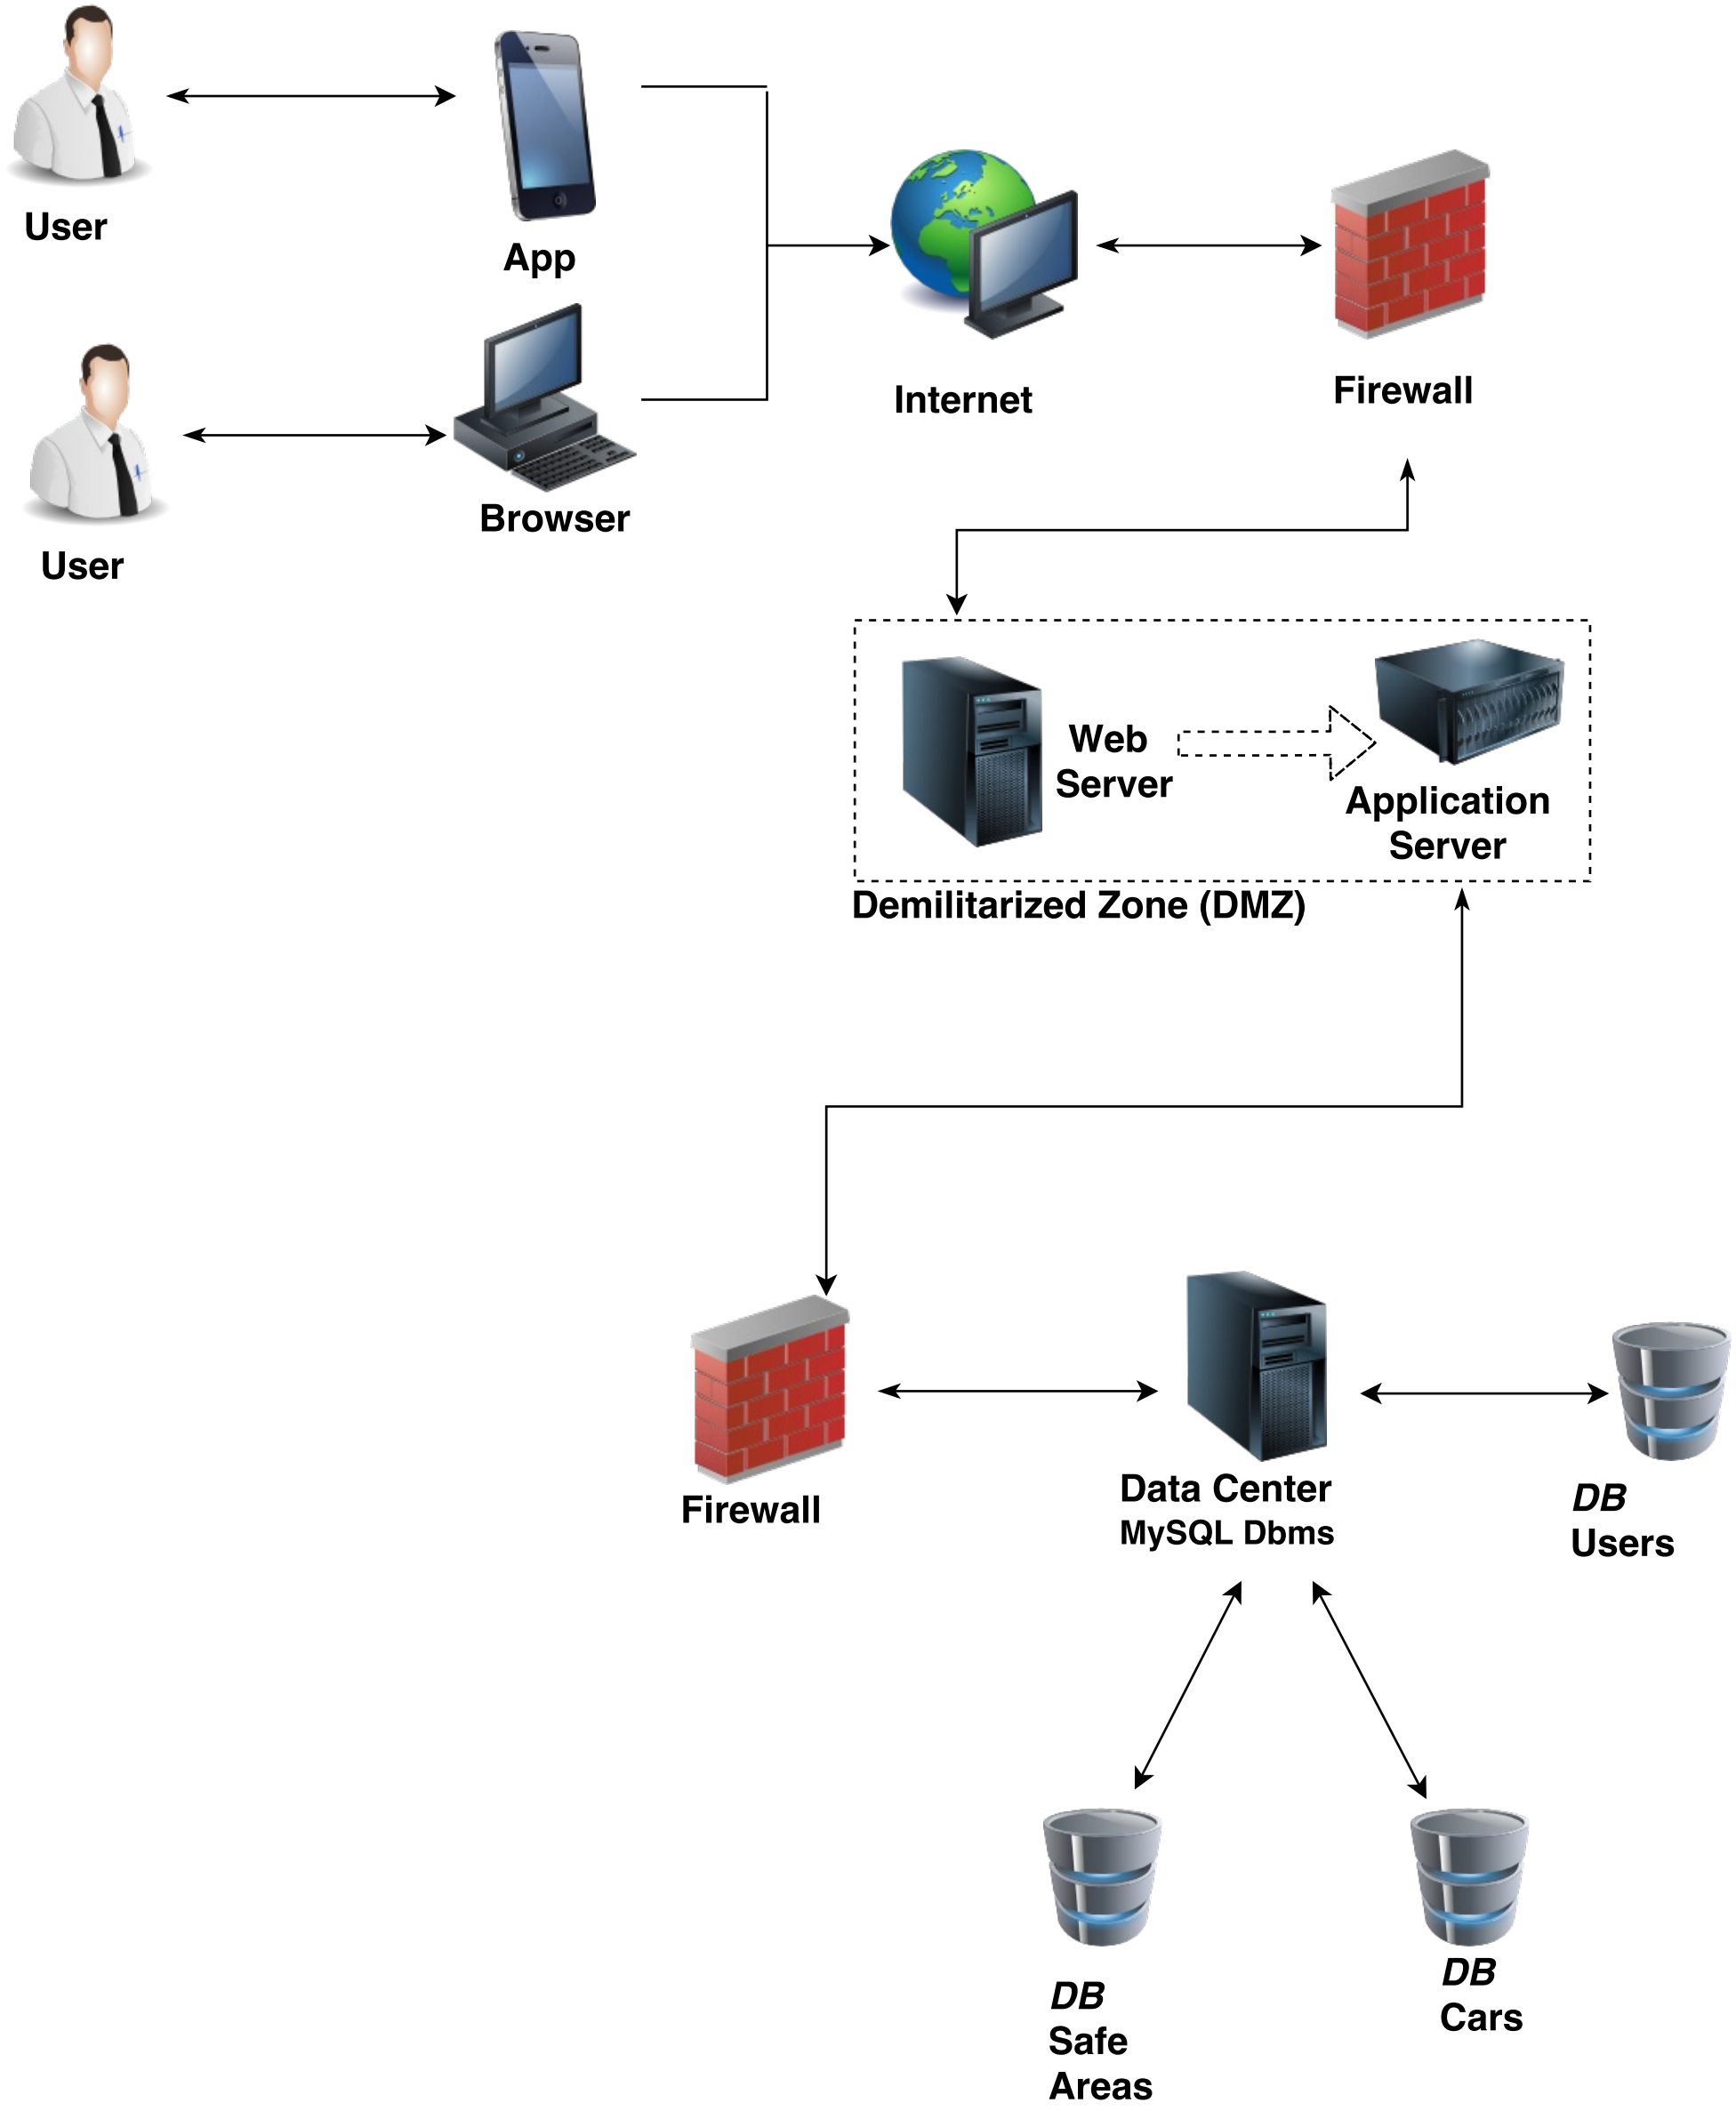 User
App
Browser
User
Internet
Firewall
Web
Server
Application
Server
Demilitarized Zone (DMZ)
Firewall
Data Center
MySQL Dbms
DB
Users
DB
Safe
Areas
DB
Cars